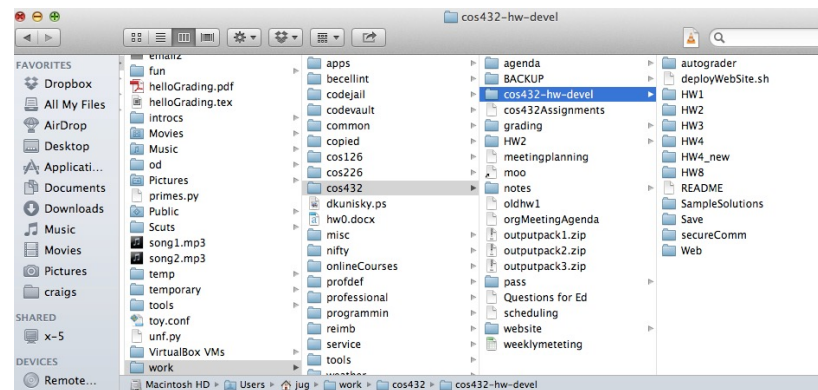 cos432-hw-devel
FAVORITES
Dropbox
All My Files
AirDrop
Desktop
Applicati...
Documents
Downloads
Music
Movies
Pictures
craigs
SHARED
x-5
DEVICES
Remote...
fun
helloGrading.pdf
helloGrading.tex
introcs
Movies
Music
od
Pictures
primes.py
Public
Scuts
song1.mp3
song2.mp3
temp
temporary
tools
toy.conf
unf.py
VirtualBox VMs
work
apps
becellint
codejail
codevault
common
copied
cos126
cos226
cos432
dkunisky.ps
hw0.docx
misc
nifty
onlineCourses
profdef
professional
programmin
reimb
service
tools
agenda
BACKUP
cos432-hw-devel
cos432Assignments
grading
HW2
meetingplanning
moo
notes
oldhw1
orgMeetingAgenda
outputpack1.zip
outputpack2.zip
outputpack3.zip
pass
Questions for Ed
scheduling
website
weeklymeteting
autograder
deployWebSite.sh
HW1
HW2
HW3
HW4
HW4_new
HW8
README
SampleSolutions
Save
secureComm
Web
Macintosh HD Users jug work cos432 cos432-hw-devel